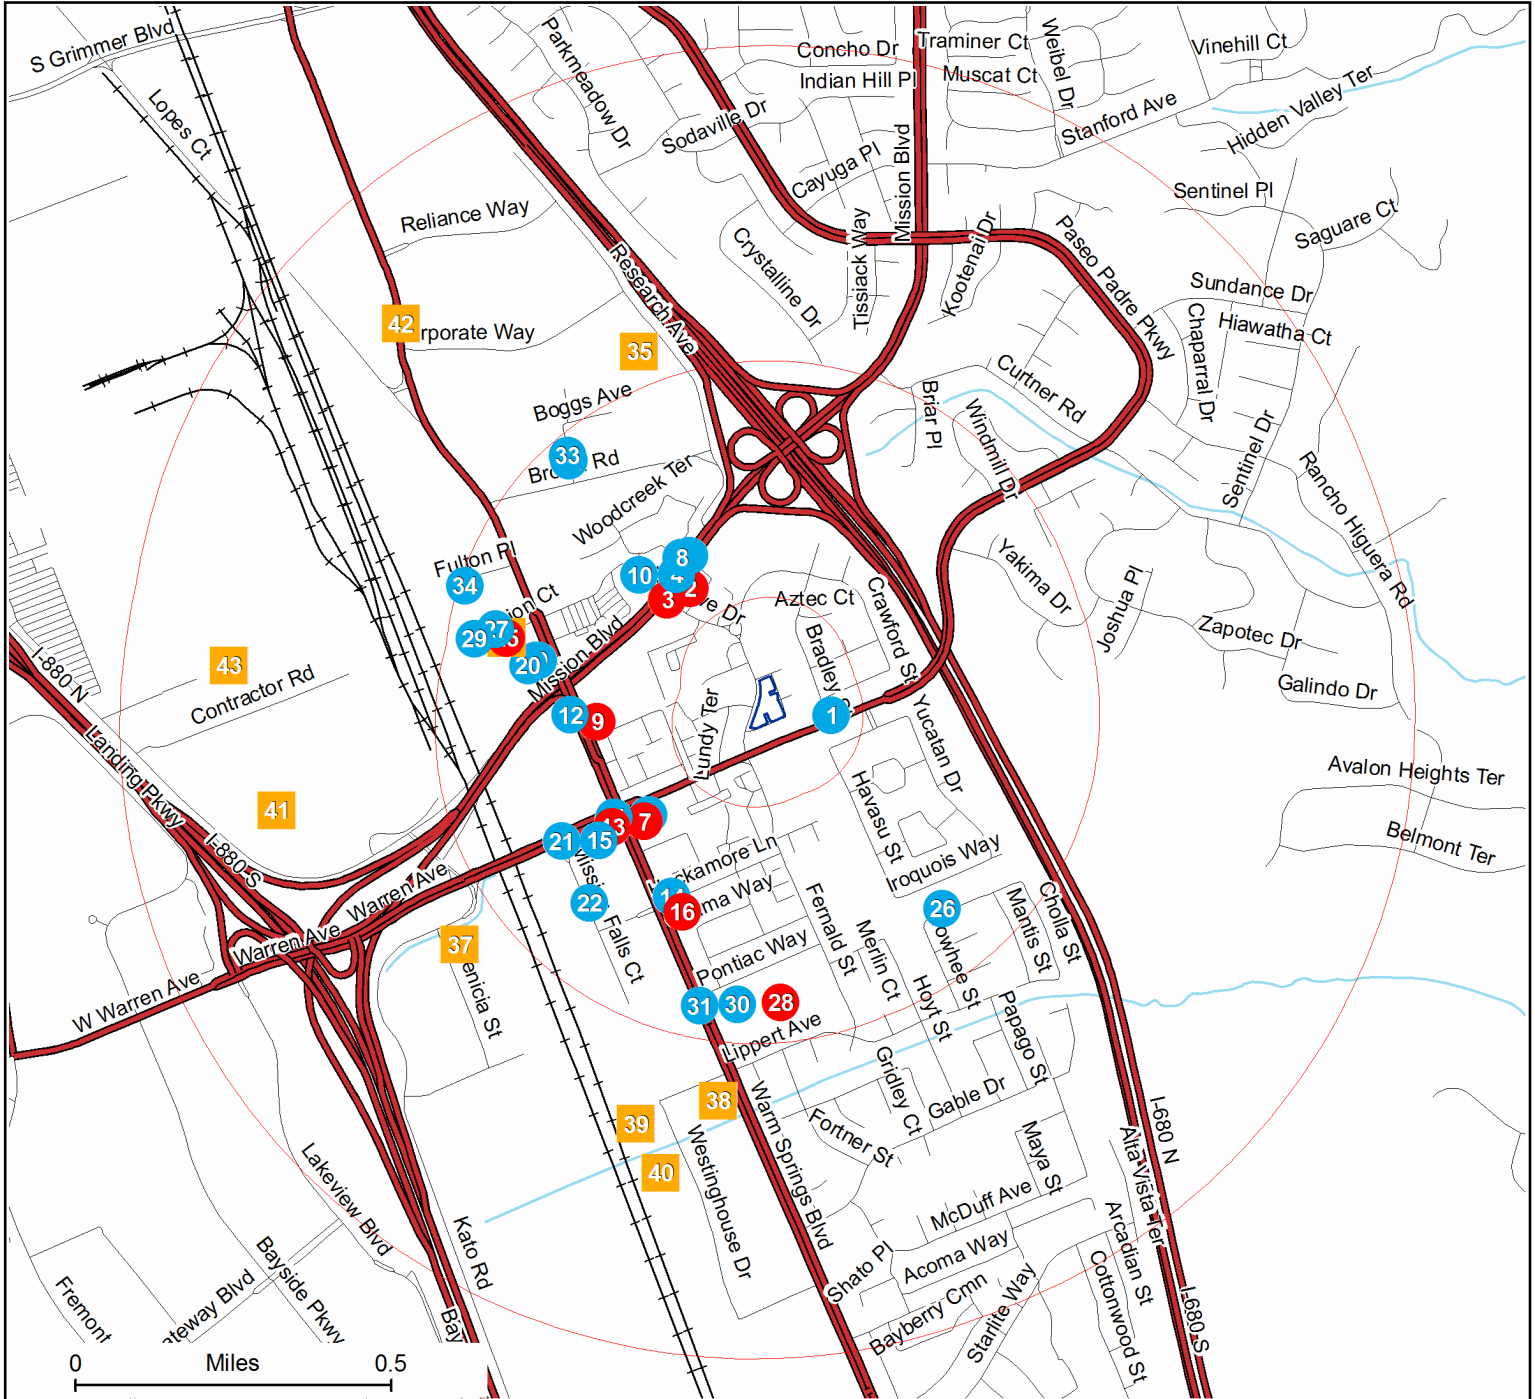 S Grimmer Blvd
Lopes Ct
Parkmeadow Dr
Concho Dr
Traminer Ct
Weibel Dr
Vinehill Ct
Indian Hill Pl
Muscat Ct
Sodaville Dr
Stanford Ave
Hidden Valley Ter
Cayuga Pl
Mission Blvd
Sentinel Pl
Saguare Ct
Reliance Way
Crystalline Dr
Tissiack Way
Kootenai Dr
Paseo Padre Pkwy
Research Ave
Sundance Dr
Hiawatha Ct
Chaparral Dr
42
rporate Way
35
Boggs Ave
Briar Pl
Curtner Rd
Windmill Dr
Sentinel Dr
Rancho Higuera Rd
33
Rd
Woodcreek Ter
Fulton Pl
34
10
8
4
3
2
Aztec Ct
Crawford St
Yakima Dr
Joshua Pl
Zapotec Dr
Galindo Dr
27
29
20
Mission Blvd
Bradley
43
Contractor Rd
I-880 N
Landing Pkwy
12
9
Lundy Ter
1
Yucatan Dr
Avalon Heights Ter
Belmont Ter
41
I-880 S
13
7
21
15
Havasu St
Iroquois Way
22
Falls Ct
14
16
ma Way
26
Warren Ave
Warren Ave
W Warren Ave
37
enicia St
Fernald St
Merlin Ct
Hoyt St
owhee St
Mantis St
Cholla St
Pontiac Way
31
30
28
Lippert Ave
Papago St
Gridley Ct
Gable Dr
38
39
40
Warm Springs Blvd
Westinghouse Dr
Fortner St
Maya St
McDuff Ave
I-680 N
Alta Vista Ter
Arcadian St
Cottonwood St
I-680 S
Acoma Way
Shato Pl
Bayberry Cmn
Starlite Way
Lakeview Blvd
Kato Rd
Bayside Pkwy
ateway Blvd
Fremont
Bay
0 Miles 0.5